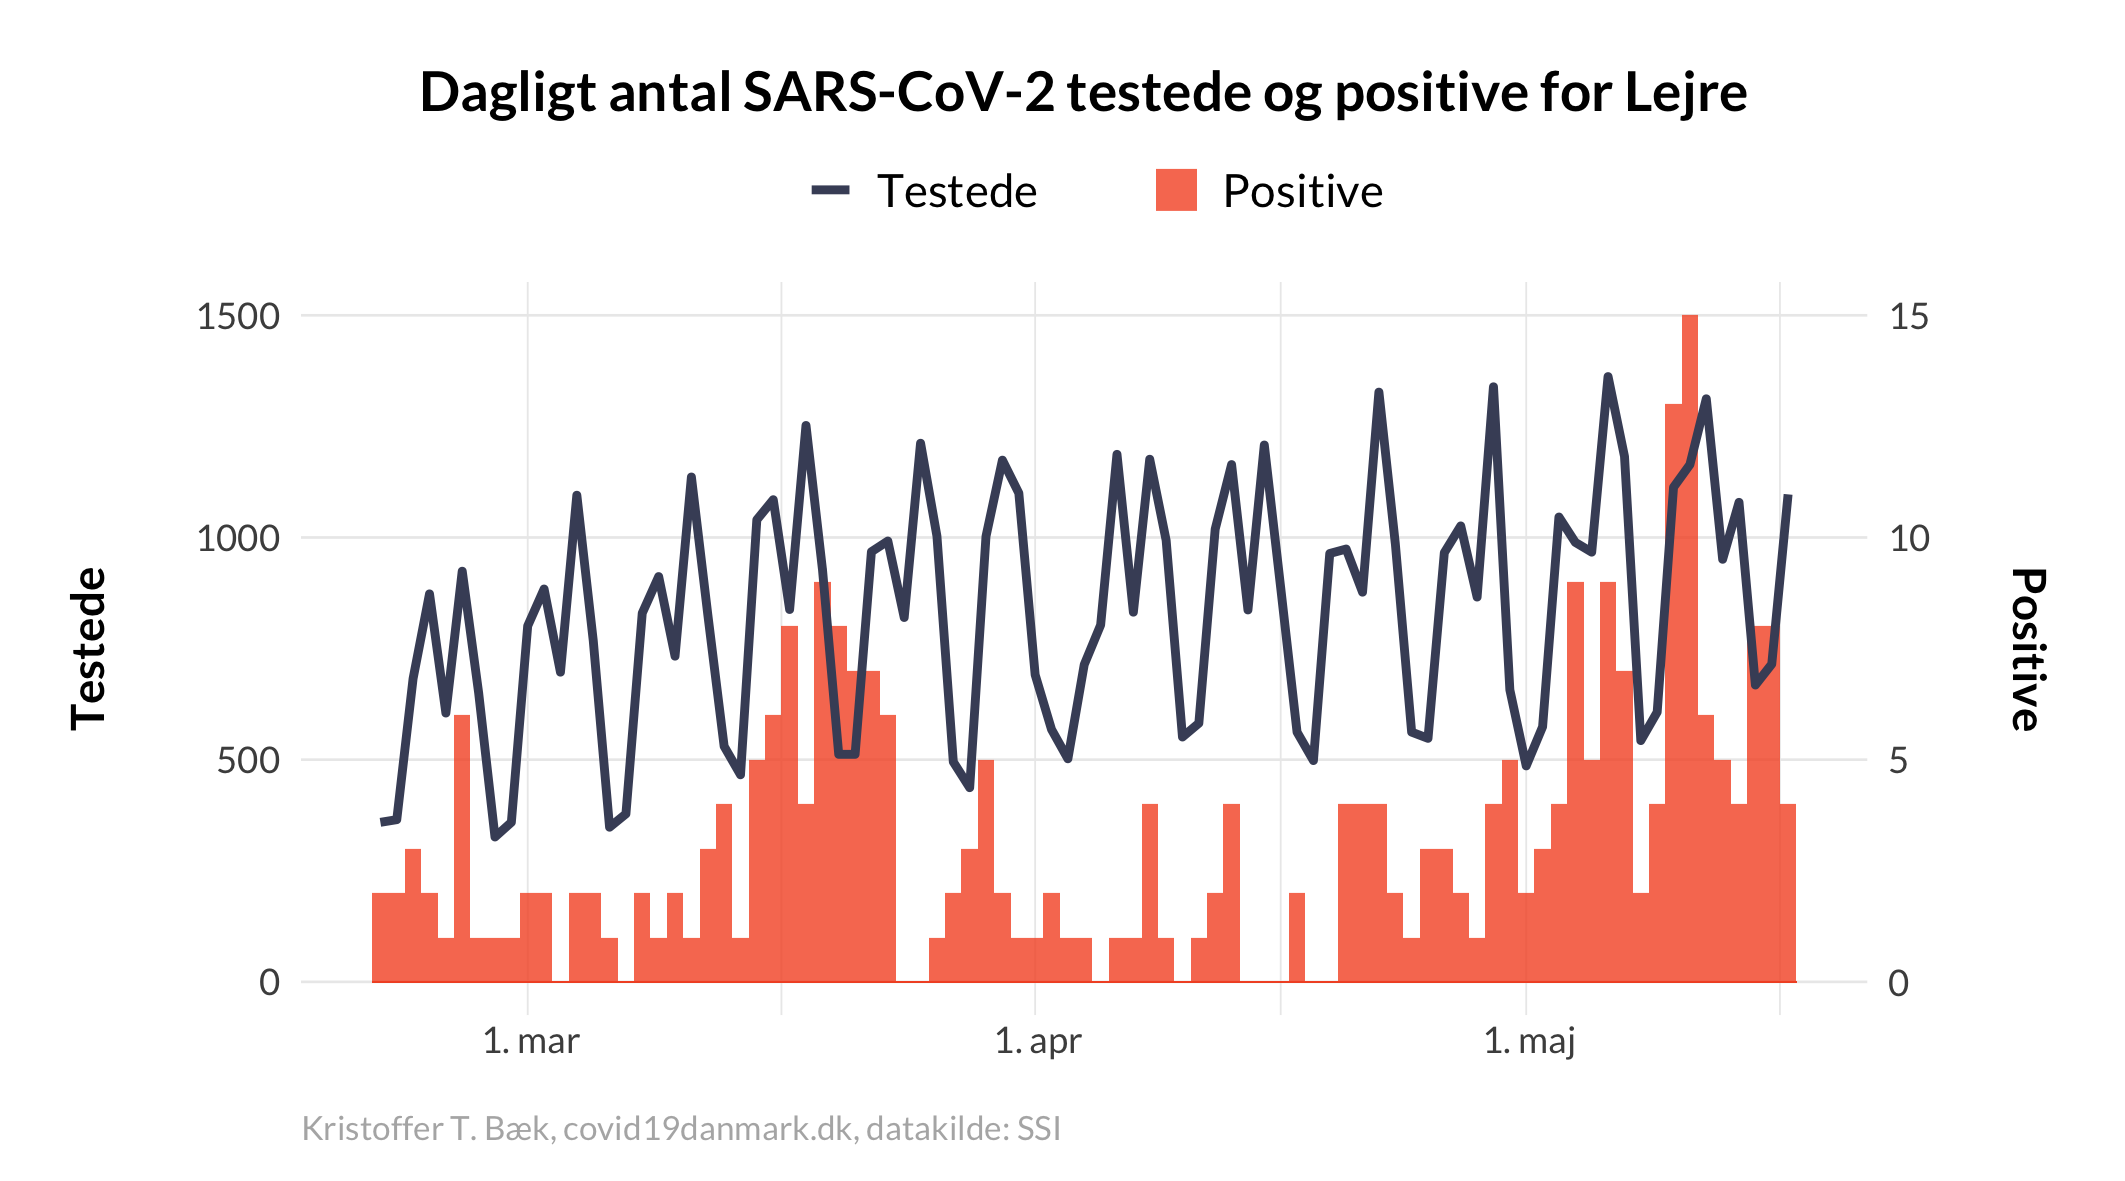 Dagligt antal SARS-CoV-2 testede og positive for Lejre
Testede
Positive
1500
1000
500
0
Testede
15
10
5
0
Positive
1. mar
1. apr
1. maj
Kristoffer T. Bæk, covid19danmark.dk, datakilde: SSI